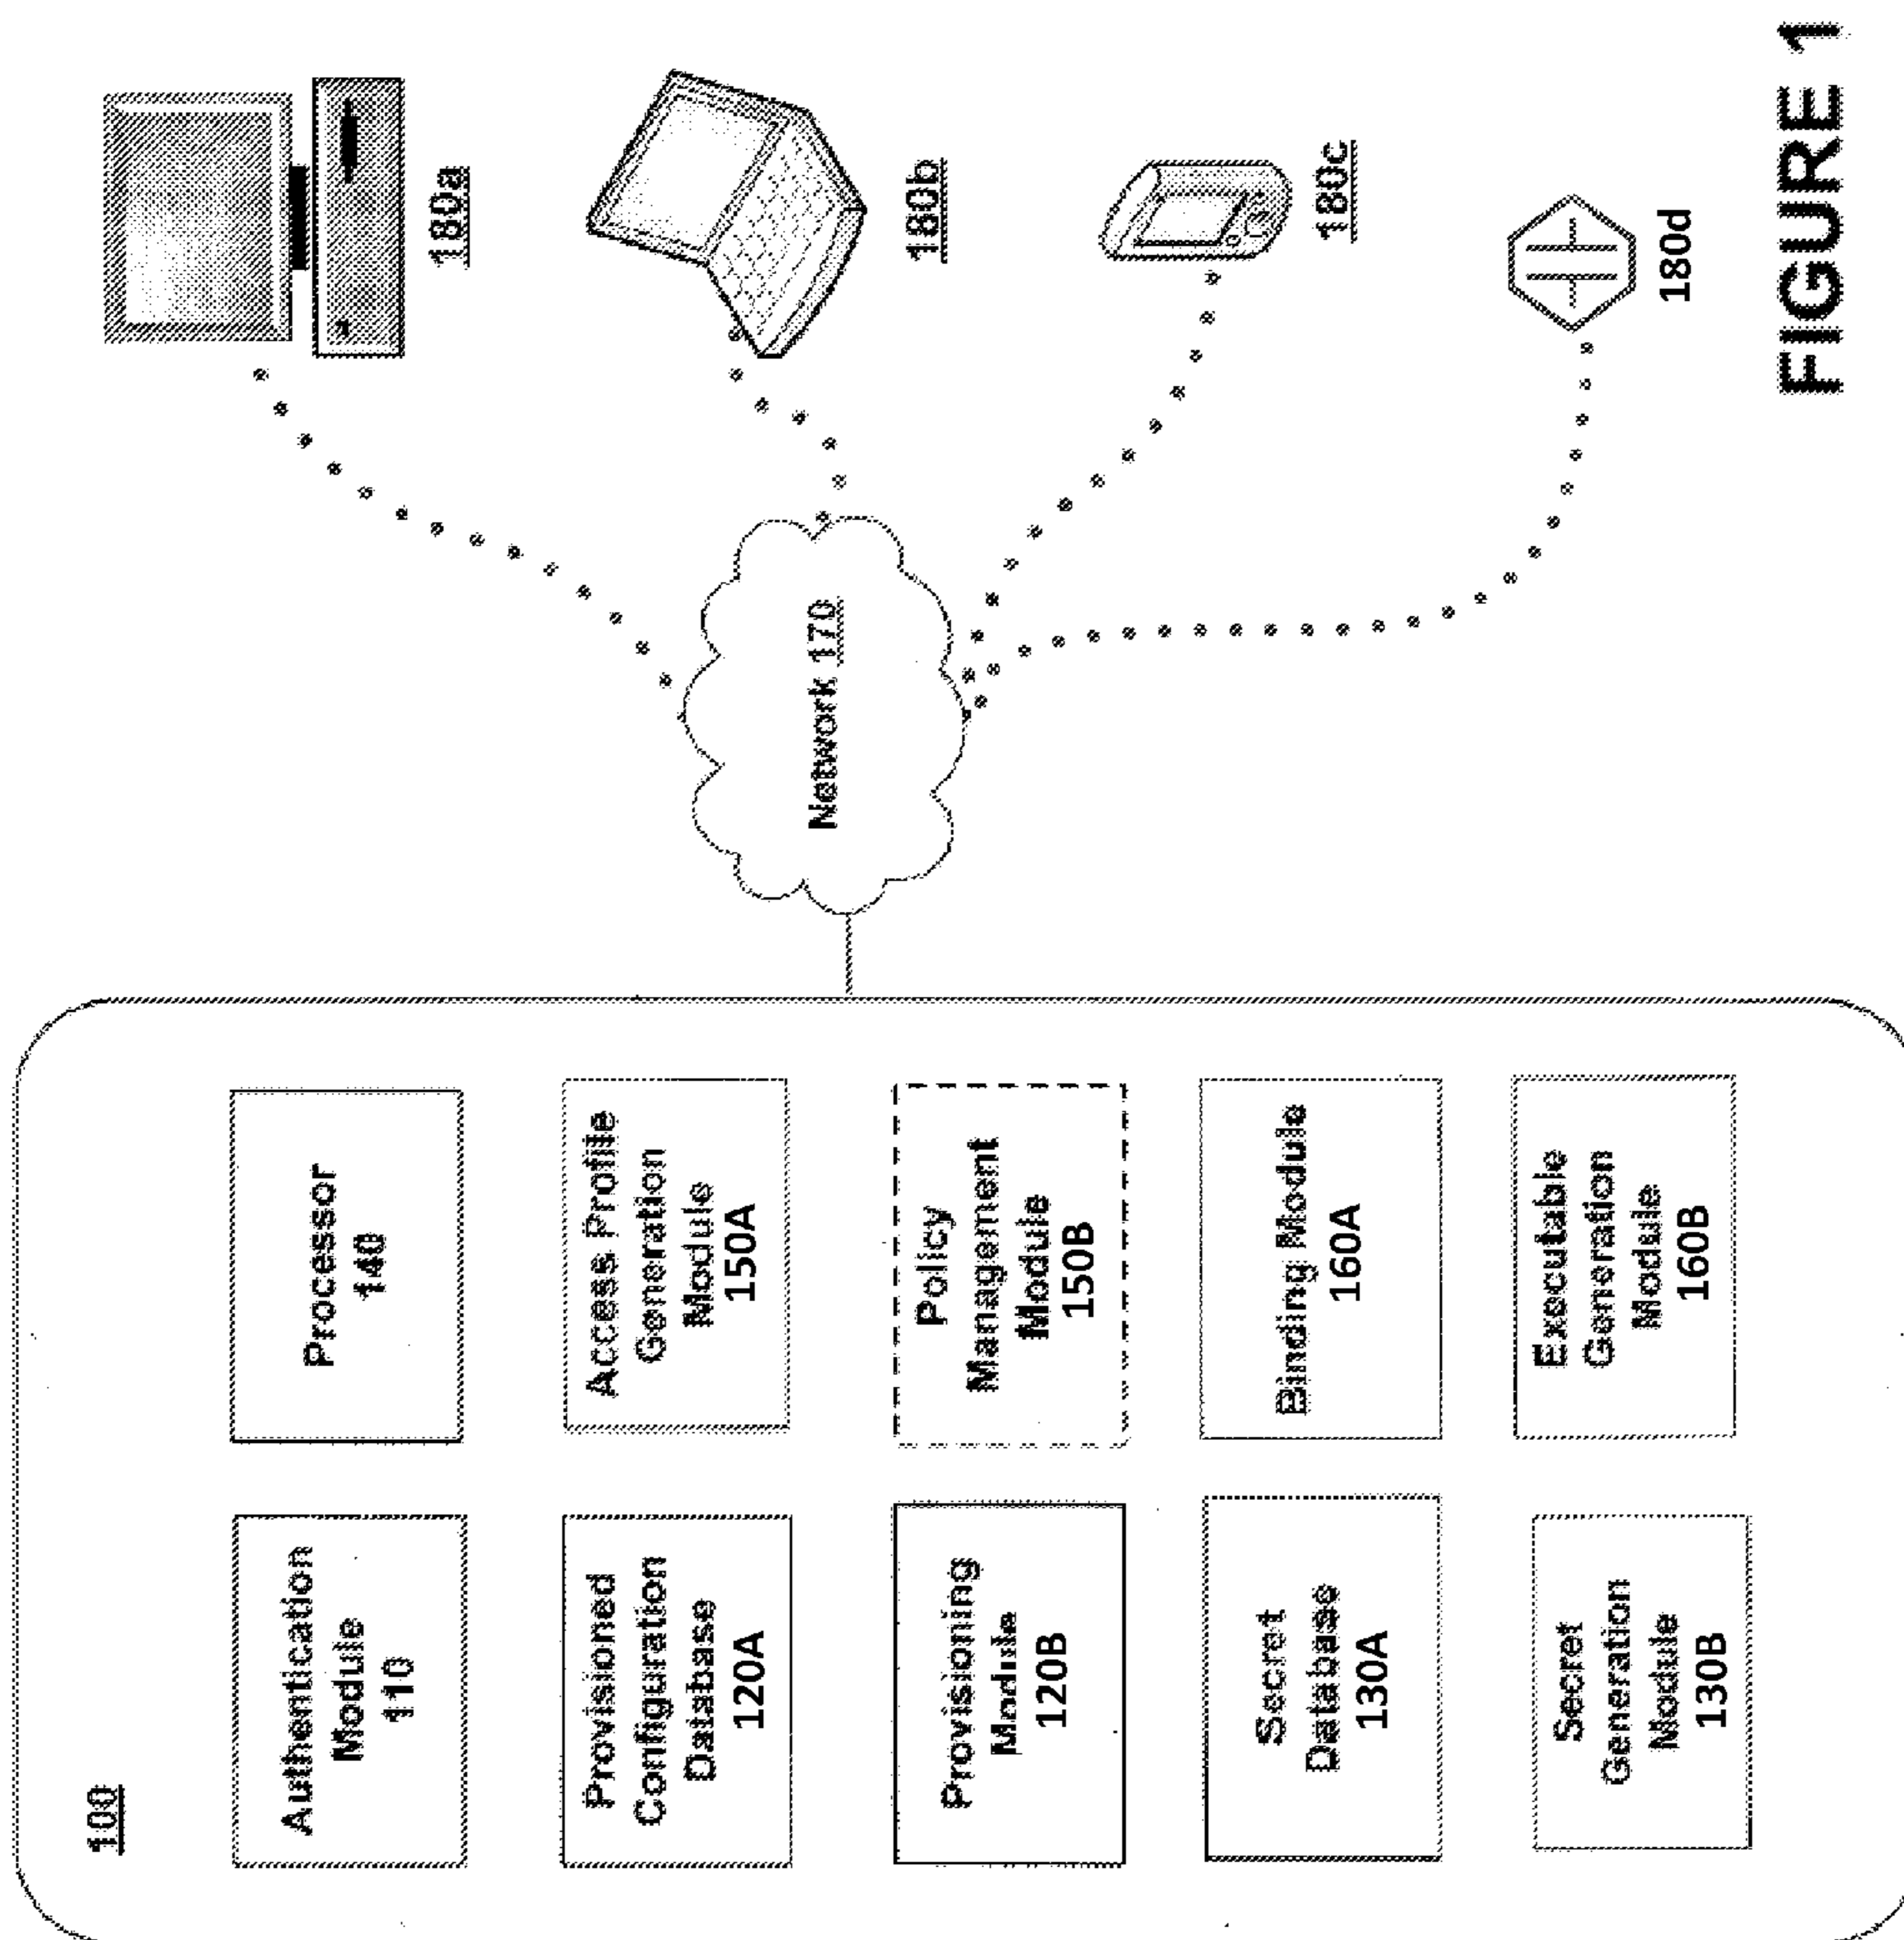 100
Authentication
Module
110
Processor
140
Provisioned
Configuration
Database
120A
Access Profile
Generation
Module
150A
Provisioning
Module
120B
Policy
Management
Module
150B
Secret
Database
130A
Binding Module
160A
Secret
Generation
Module
130B
Executable
Generation
Module
160B
Network 170
180a
180b
180c
180d
FIGURE 1